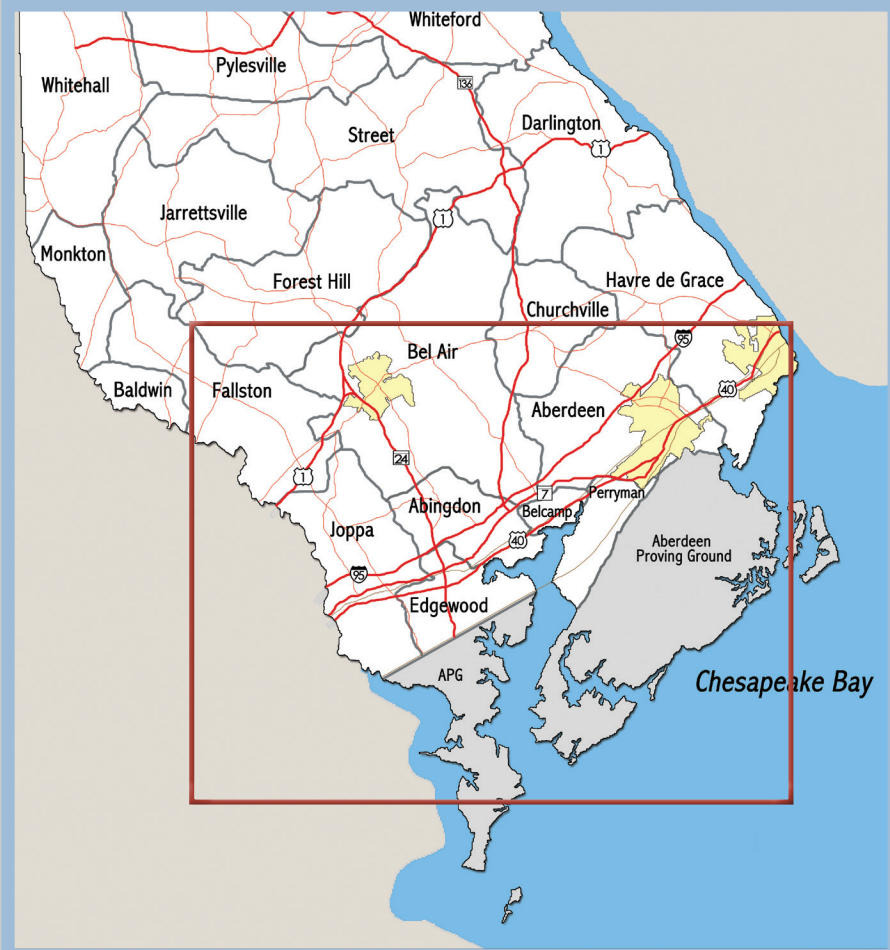 Whiteford
Pylesville
Whitehall
136
Street
Darlington
1
Jarrettsville
1
Monkton
Forest Hill
Havre de Grace
Churchville
95
Bel Air
Baldwin
Fallston
40
Aberdeen
24
1
7
Perryman
Abingdon
Belcamp
Joppa
40
Aberdeen
Proving Ground
95
Edgewood
APG
Chesapeake Bay